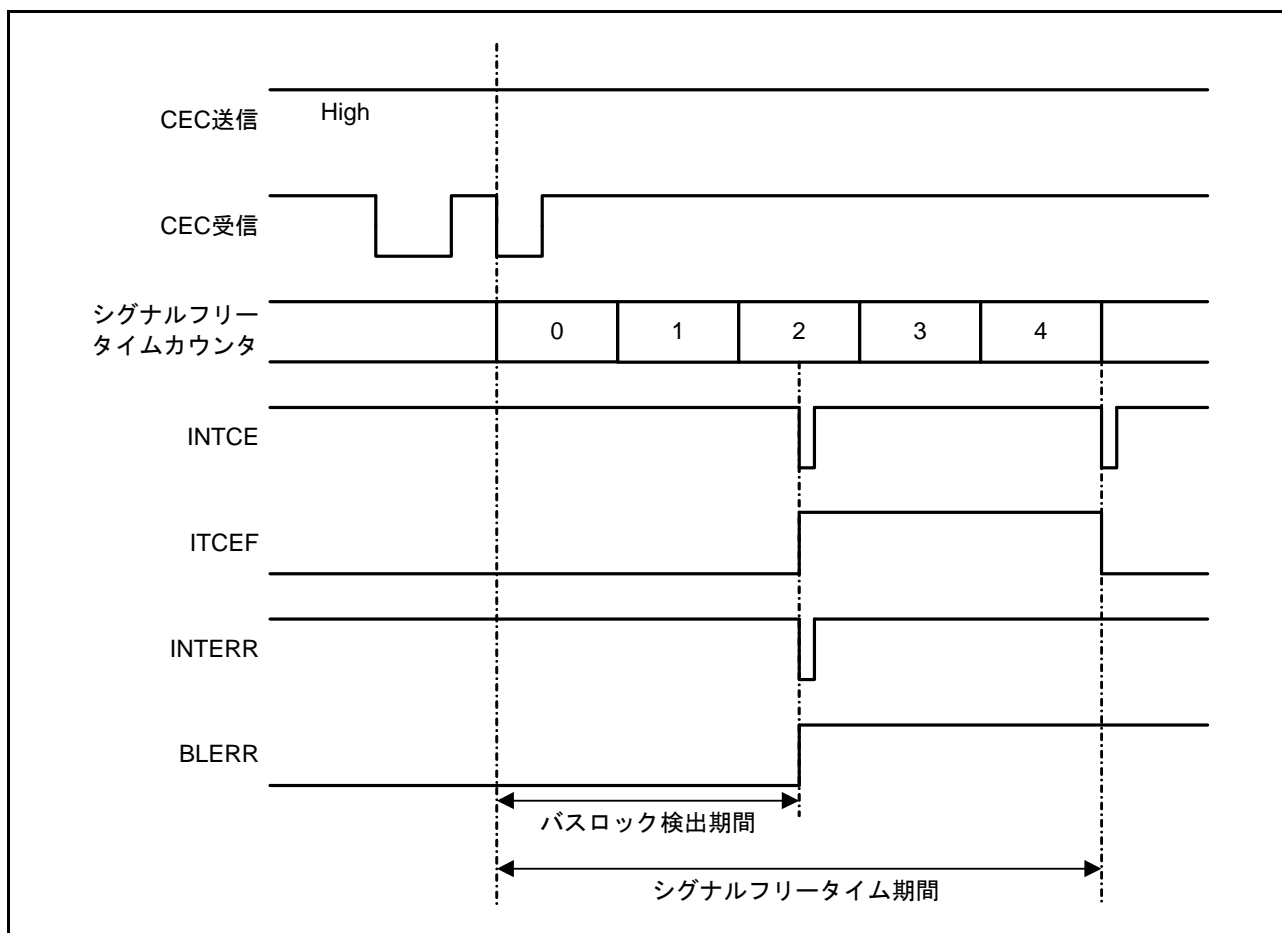 CEC送信
High
CEC受信
シグナルフリー
タイムカウンタ
0
1
2
3
4
INTCE
ITCEF
INTERR
BLERR
バスロック検出期間
シグナルフリータイム期間